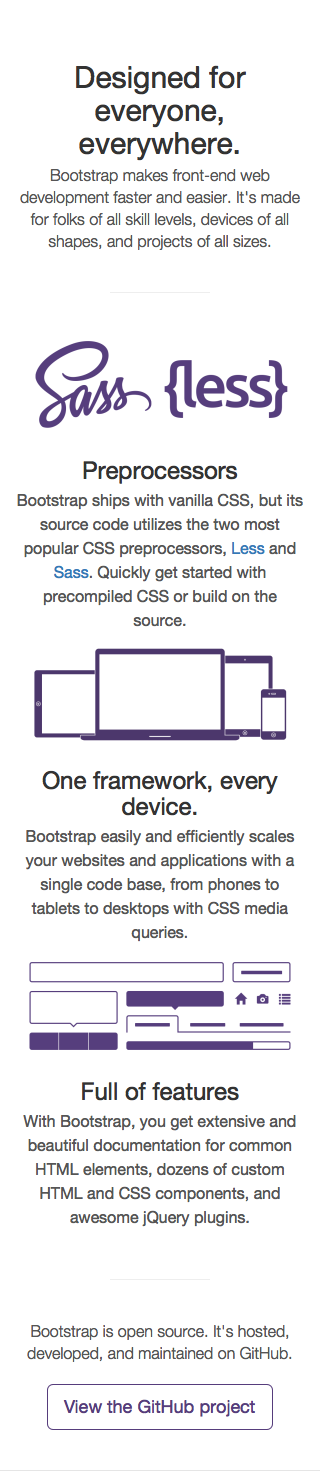 Designed for
everyone,
everywhere.
Bootstrap makes front-end web
development faster and easier. It's made
for folks of all skill levels, devices of all
shapes, and projects of all sizes.
Sass {less}
Preprocessors
Bootstrap ships with vanilla CSS, but its
source code utilizes the two most
popular CSS preprocessors, Less and
Sass. Quickly get started with
precompiled CSS or build on the
source.
One framework, every
device.
Bootstrap easily and efficiently scales
your websites and applications with a
single code base, from phones to
tablets to desktops with CSS media
queries.
Full of features
With Bootstrap, you get extensive and
beautiful documentation for common
HTML elements, dozens of custom
HTML and CSS components, and
awesome jQuery plugins.
Bootstrap is open source. It's hosted,
developed, and maintained on GitHub.
View the GitHub project